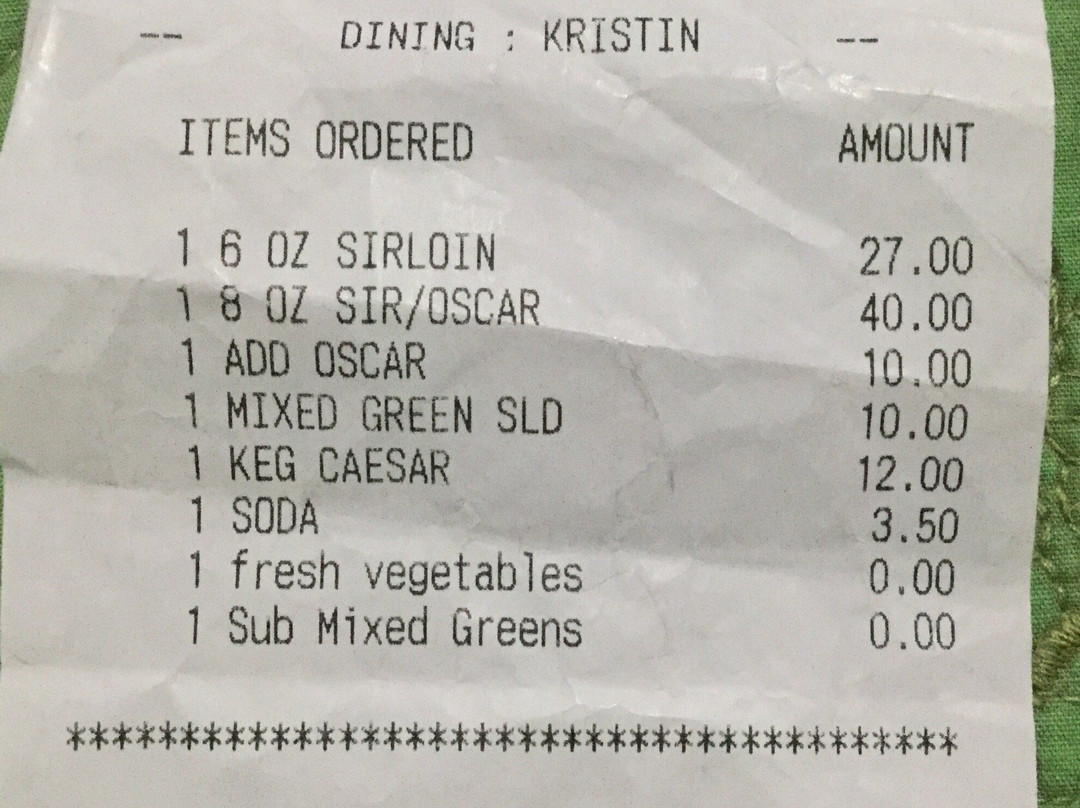 -- DINING : KRISTIN --
ITEMS ORDERED AMOUNT
1 6 OZ SIRLOIN 27.00
1 8 OZ SIR/OSCAR 40.00
1 ADD OSCAR 10.00
1 MIXED GREEN SLD 10.00
1 KEG CAESAR 12.00
1 SODA 3.50
1 fresh vegetables 0.00
1 Sub Mixed Greens 0.00
***************************************